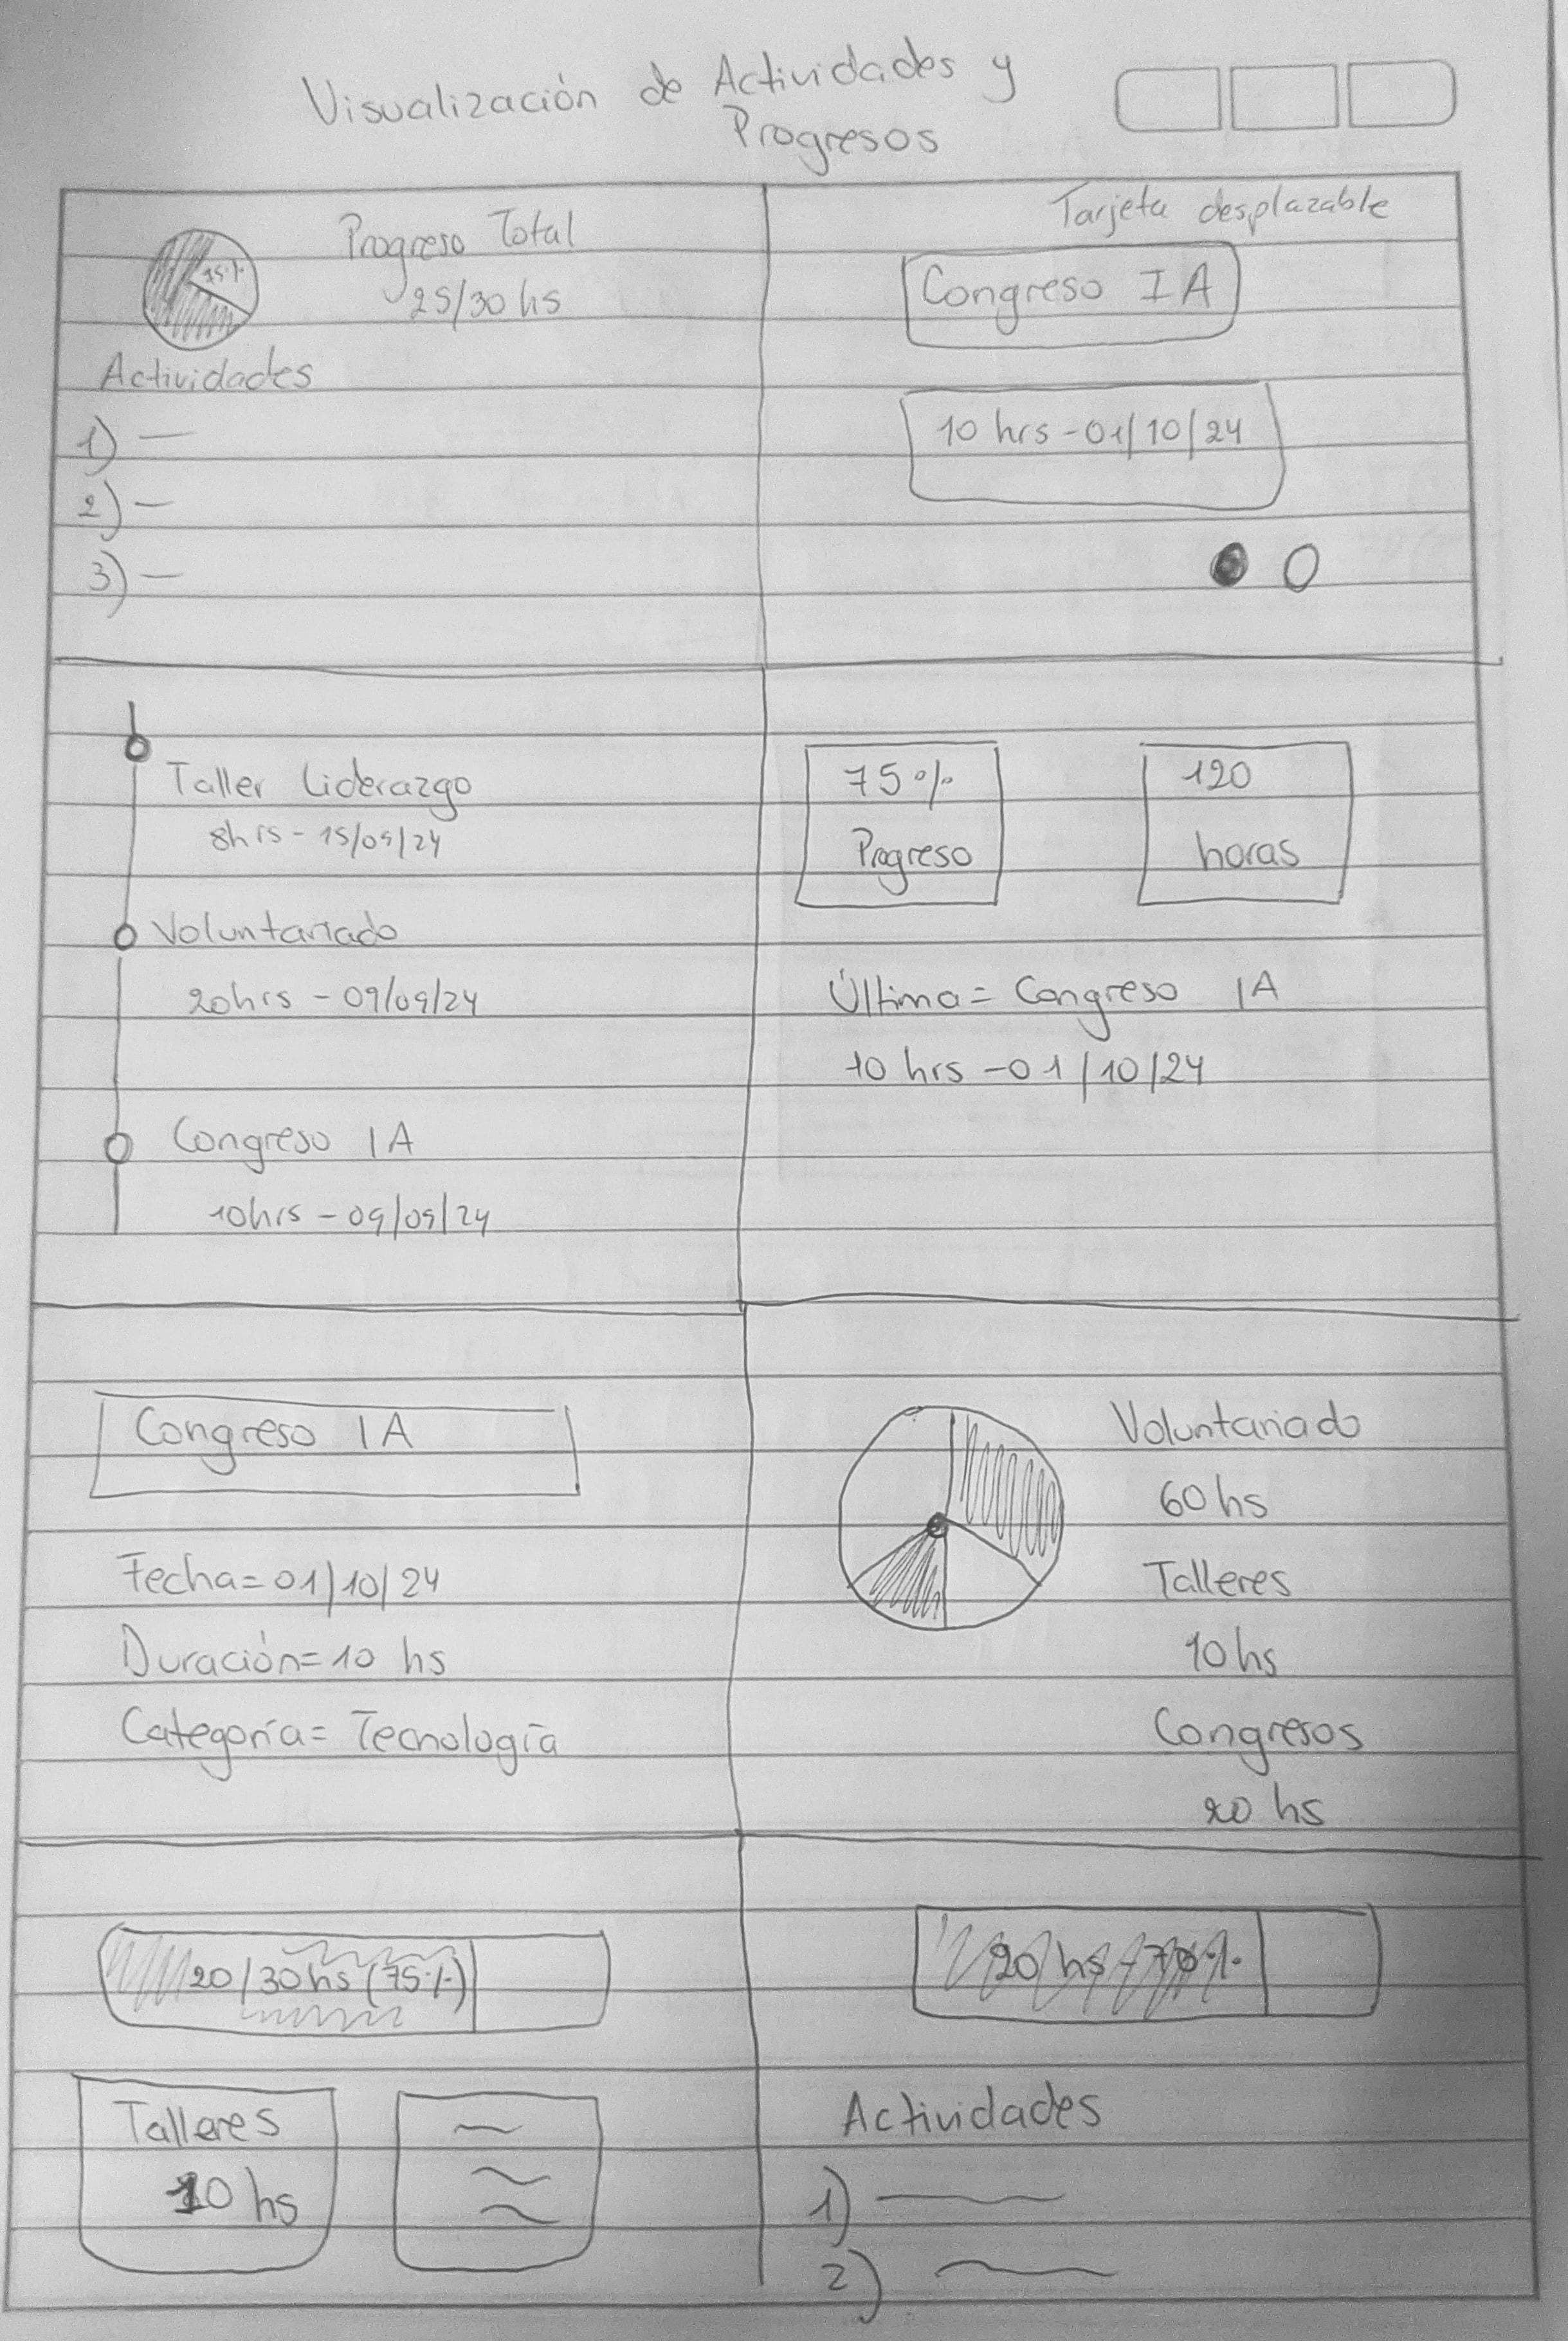 Visualización de Actividades y
Progresos
Progreso Total
75%
25/30 hs
Actividades
1)
2)
3)
Tarjeta desplazable
Congreso IA
10 hrs - 01/10/24
Taller Liderazgo
8hrs - 15/09/24
Voluntariado
20hrs - 09/09/24
Congreso IA
10hrs - 09/09/24
75%
Progreso
120
horas
Última = Congreso IA
10 hrs - 01/10/24
Congreso IA
Fecha = 01/10/24
Duración = 10 hs
Categoría = Tecnología
Voluntariado
60 hs
Talleres
10 hs
Congresos
20 hs
20/30hs (75%)
Talleres
10 hs
20 hs - 70%
Actividades
1)
2)